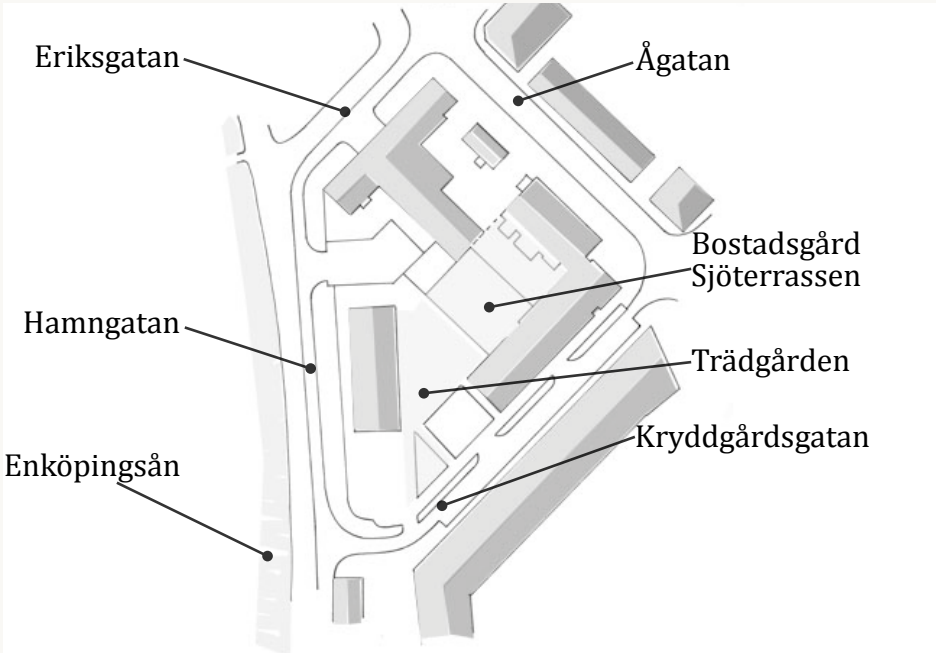 Eriksgatan
Ågatan
Bostadsgård
Sjöterrassen
Hamngatan
Trädgården
Kryddgårdsgatan
Enköpingsån